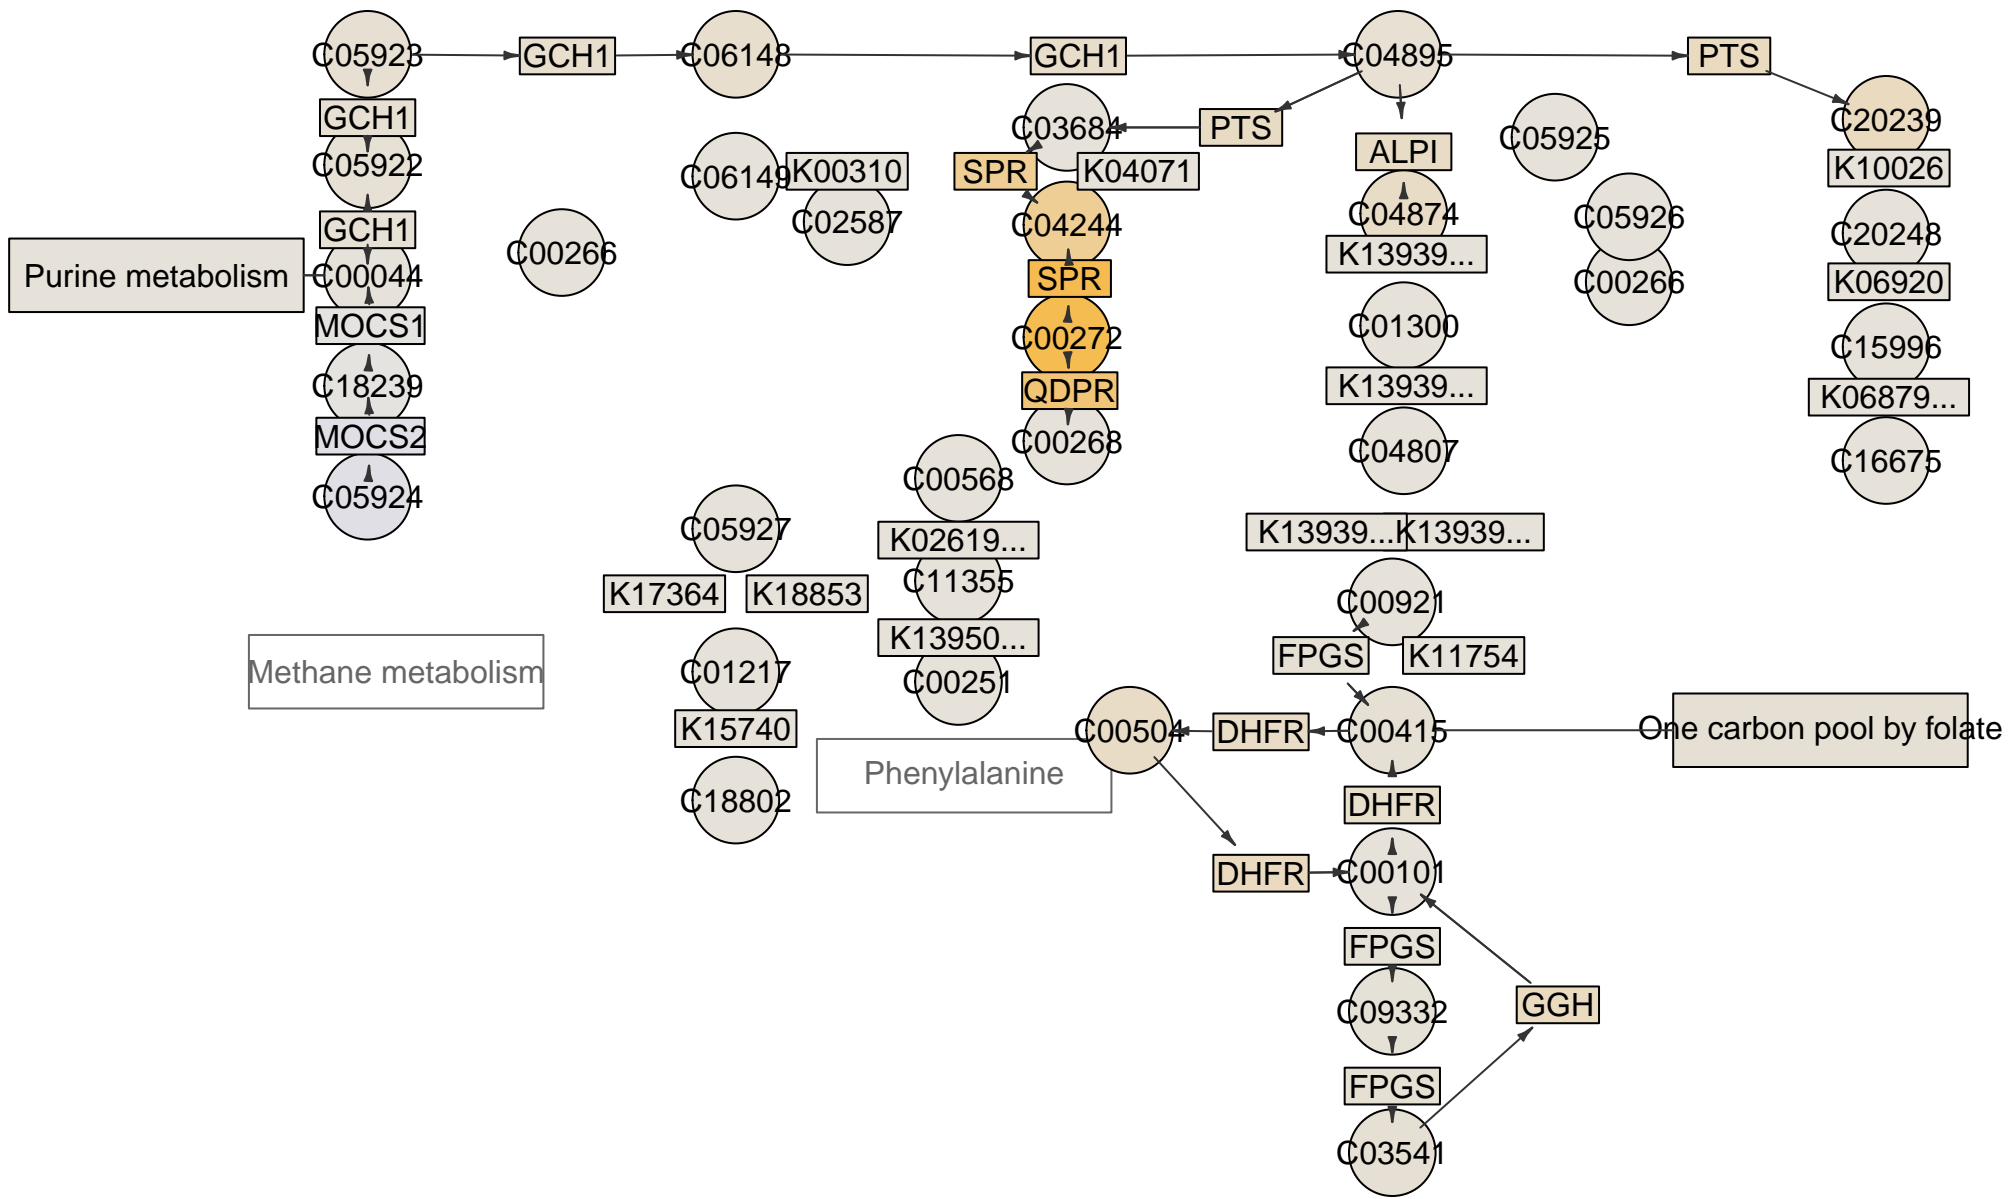 C05923
GCH1
C06148
GCH1
C04895
PTS
GCH1
C03684
PTS
C20239
C05925
ALPI
C05922
C06149
K00310
SPR
K04071
K10026
GCH1
C00266
C02587
C04244
C04874
C05926
C20248
K13939...
Purine metabolism
C00044
SPR
C00266
K06920
MOCS1
C00272
C01300
C15996
C18239
QDPR
K13939...
K06879...
MOCS2
C00268
C04807
C16675
C05924
C00568
C05927
K02619...
K13939...
K13939...
K17364
K18853
C11355
C00921
K13950...
FPGS
K11754
Methane metabolism
C01217
C00251
K15740
C00504
DHFR
C00415
One carbon pool by folate
Phenylalanine
C18802
DHFR
DHFR
C00101
FPGS
C09332
GGH
FPGS
C03541